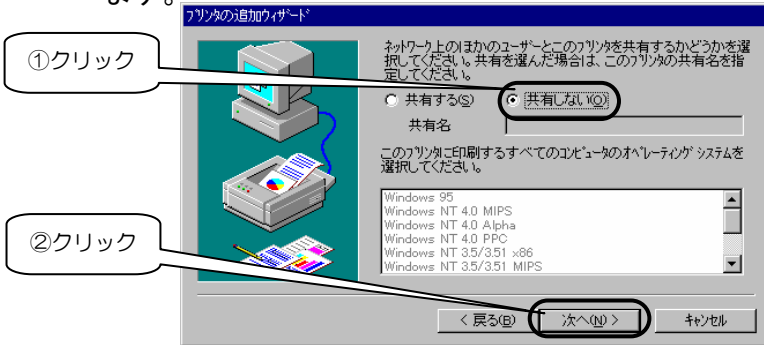 ます。
プリンタの追加ウィザード
①クリック
ネットワーク上のほかのユーザーとこのプリンタを共有するかどうかを選
択してください。共有を選んだ場合は、このプリンタの共有名を指
定してください。
共有する(S) 共有しない(O)
共有名
このプリンタに印刷するすべてのコンピュータのオペレーティング システムを
選択してください。
Windows 95
Windows NT 4.0 MIPS
Windows NT 4.0 Alpha
Windows NT 4.0 PPC
Windows NT 3.5/3.51 x86
Windows NT 3.5/3.51 MIPS
②クリック
< 戻る(B) 次へ(N) > キャンセル